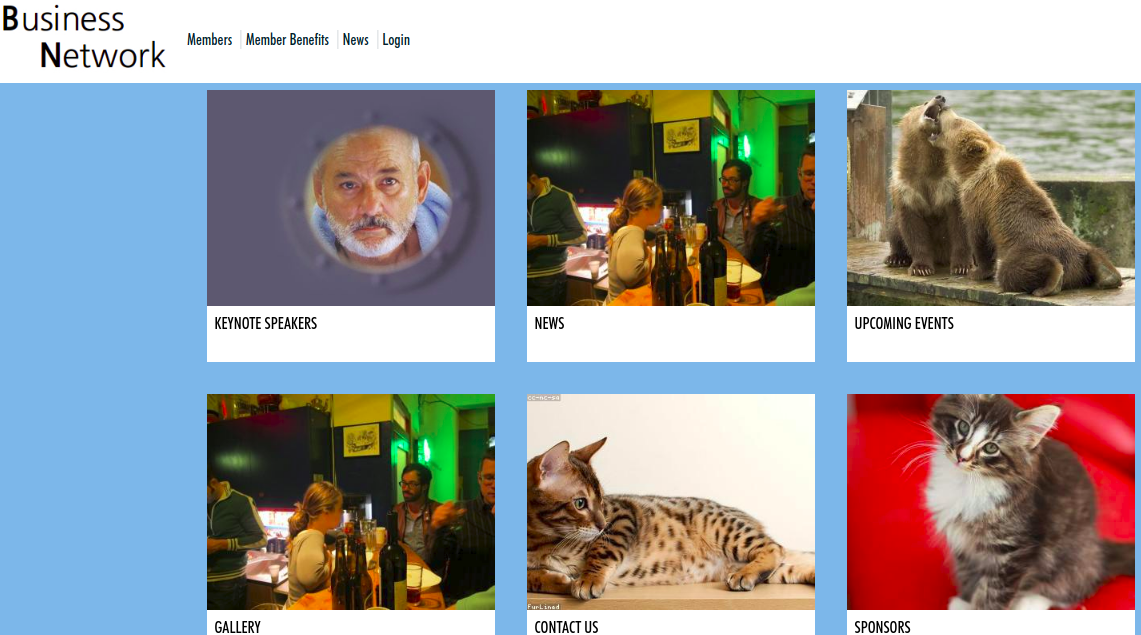 Business
Network
Members
Member Benefits
News
Login
KEYNOTE SPEAKERS
NEWS
UPCOMING EVENTS
GALLERY
CONTACT US
SPONSORS